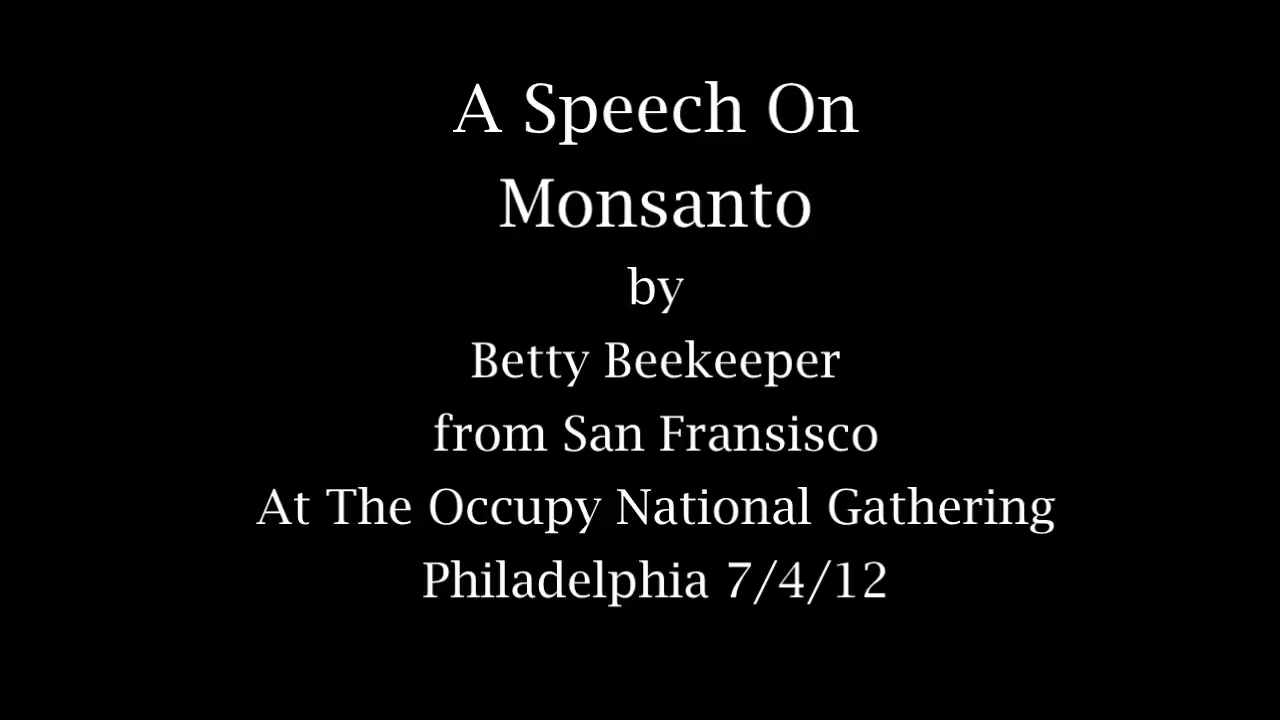 A Speech On
Monsanto
by
Betty Beekeeper
from San Fransisco
At The Occupy National Gathering
Philadelphia 7/4/12